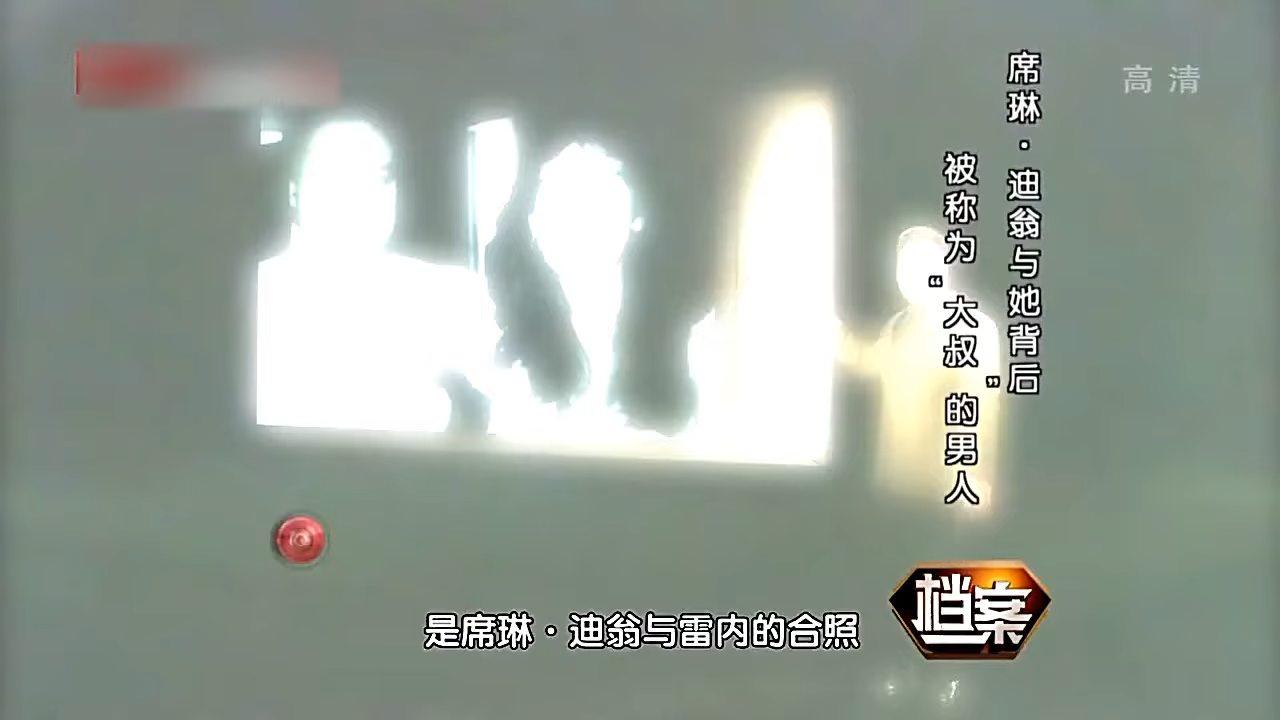 高清
席琳·迪翁与她背后
被称为“大叔”的男人
是席琳·迪翁与雷内的合照
档案